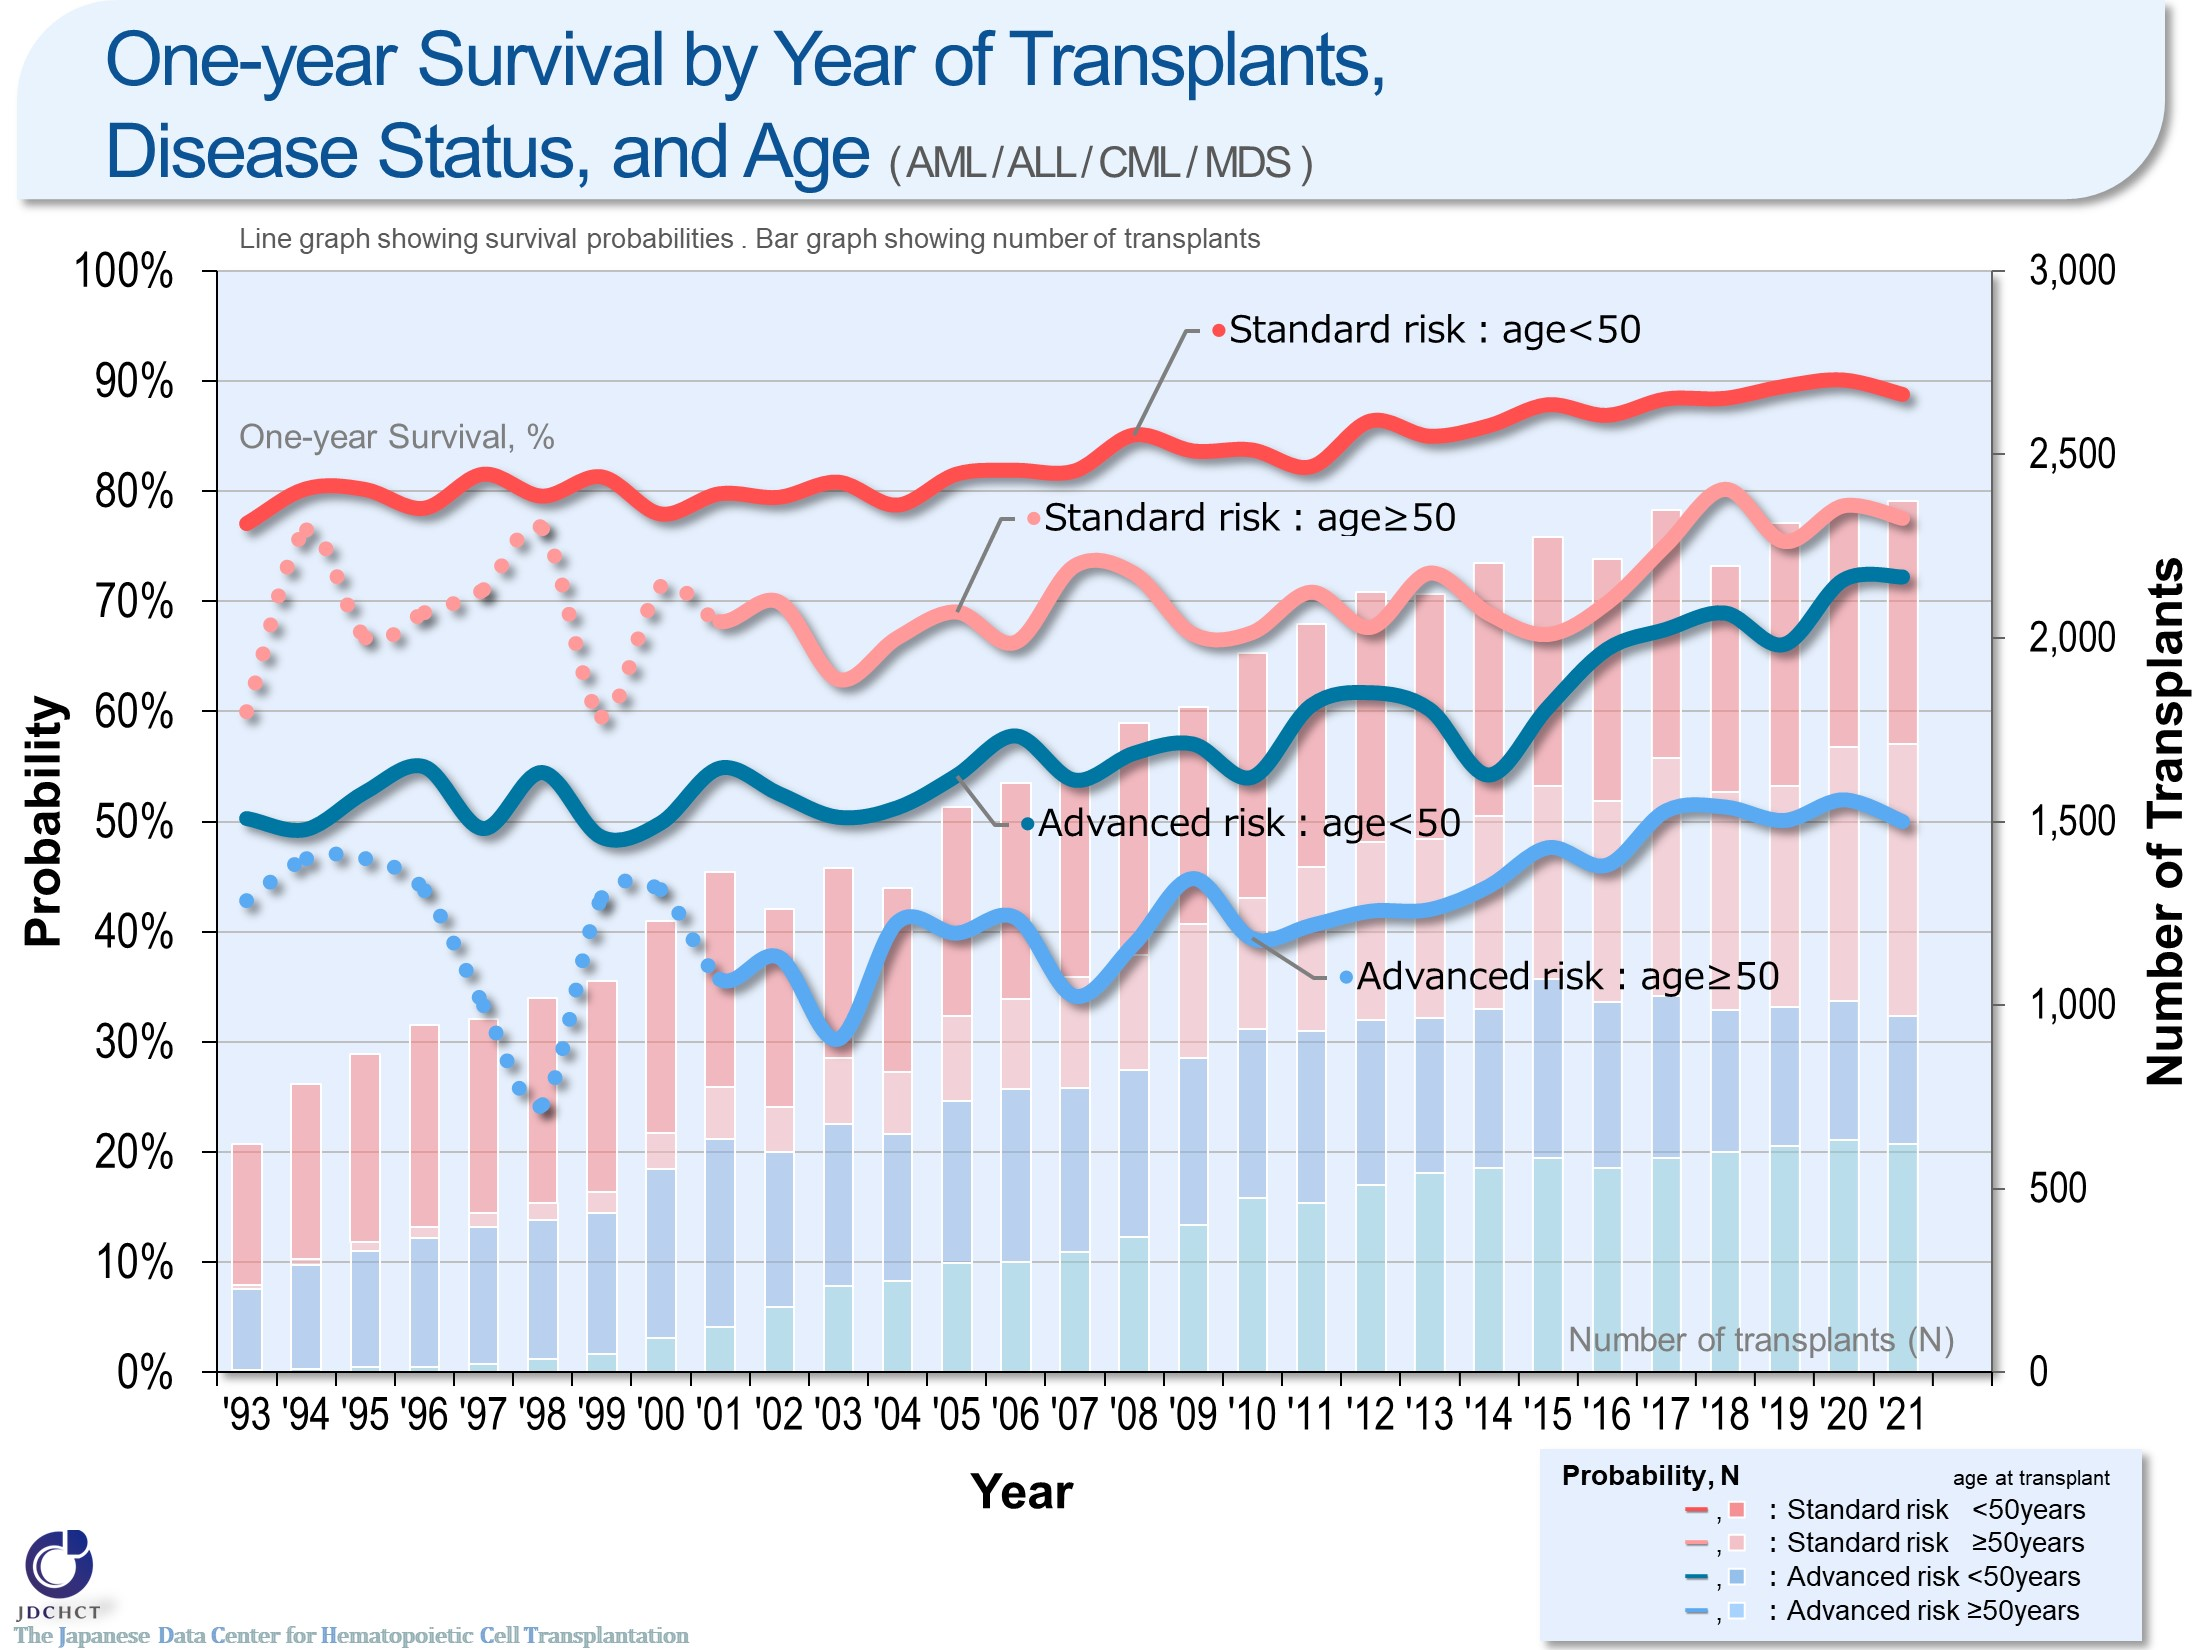 One-year Survival by Year of Transplants,
Disease Status, and Age ( AML / ALL / CML / MDS )
Line graph showing survival probabilities . Bar graph showing number of transplants
100%
90%
80%
70%
60%
50%
40%
30%
20%
10%
0%
Probability
One-year Survival, %
Standard risk : age<50
Standard risk : age≥50
Advanced risk : age<50
Advanced risk : age≥50
Number of transplants (N)
3,000
2,500
2,000
1,500
1,000
500
0
Number of Transplants
'93 '94 '95 '96 '97 '98 '99 '00 '01 '02 '03 '04 '05 '06 '07 '08 '09 '10 '11 '12 '13 '14 '15 '16 '17 '18 '19 '20 '21
Year
Probability, N age at transplant
, : Standard risk <50years
, : Standard risk ≥50years
, : Advanced risk <50years
, : Advanced risk ≥50years
JDCHCT
The Japanese Data Center for Hematopoietic Cell Transplantation